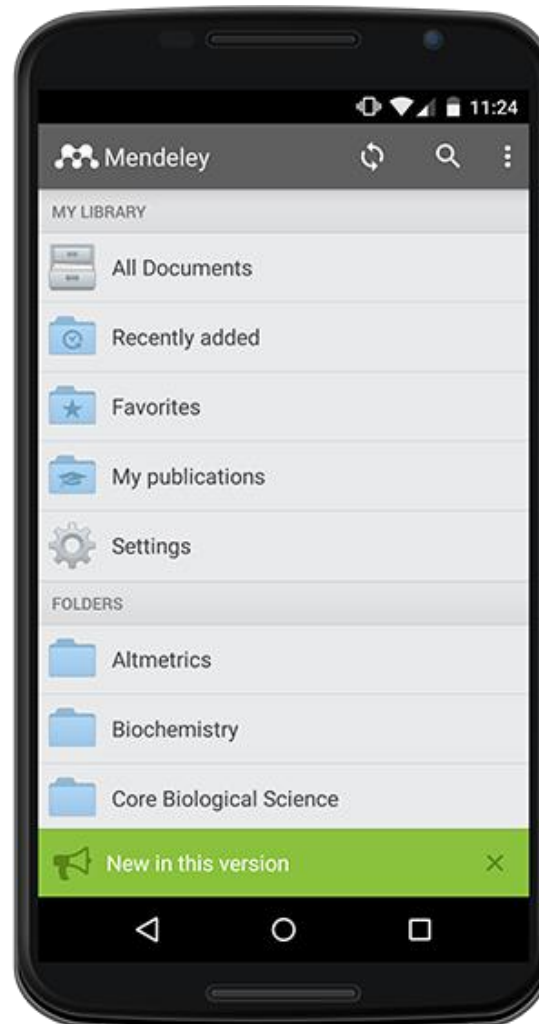 11:24
Mendeley
MY LIBRARY
All Documents
Recently added
Favorites
My publications
Settings
FOLDERS
Altmetrics
Biochemistry
Core Biological Science
New in this version